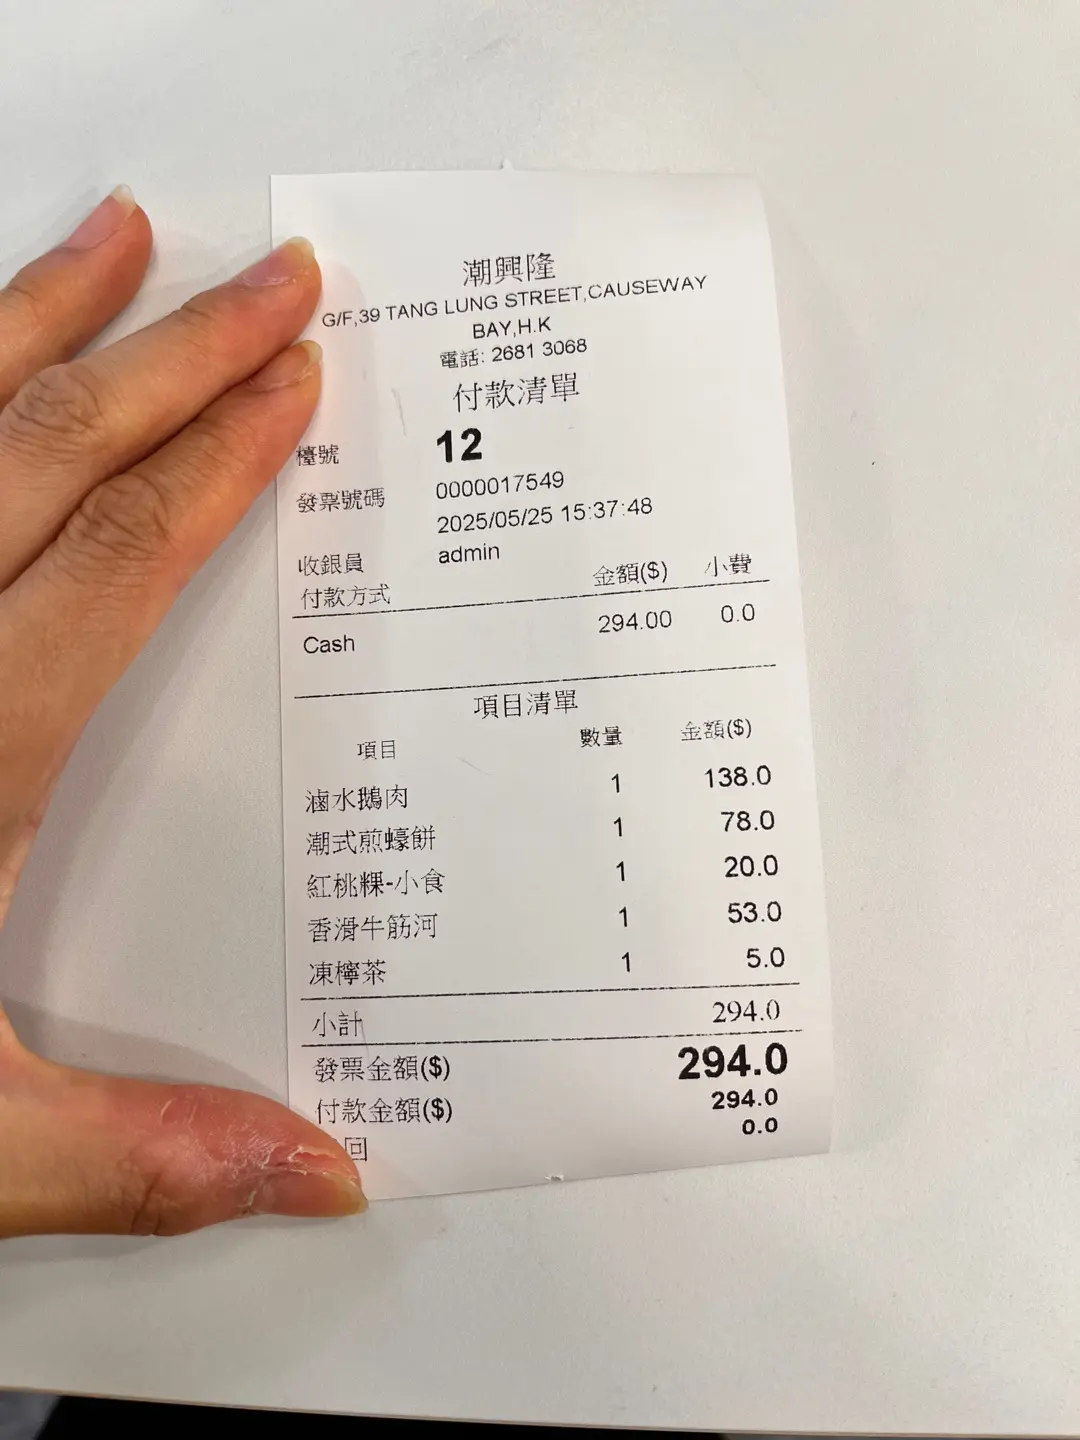 潮興隆
G/F,39 TANG LUNG STREET,CAUSEWAY
BAY,H.K
電話: 2681 3068
付款清單
檯號 12
發票號碼 0000017549
2025/05/25 15:37:48
收銀員 admin
付款方式 金額($) 小費
Cash 294.00 0.0
項目清單
項目 數量 金額($)
滷水鵝肉 1 138.0
潮式煎蠔餅 1 78.0
紅桃粿-小食 1 20.0
香滑牛筋河 1 53.0
凍檸茶 1 5.0
小計 294.0
發票金額($) 294.0
付款金額($) 294.0
回 0.0